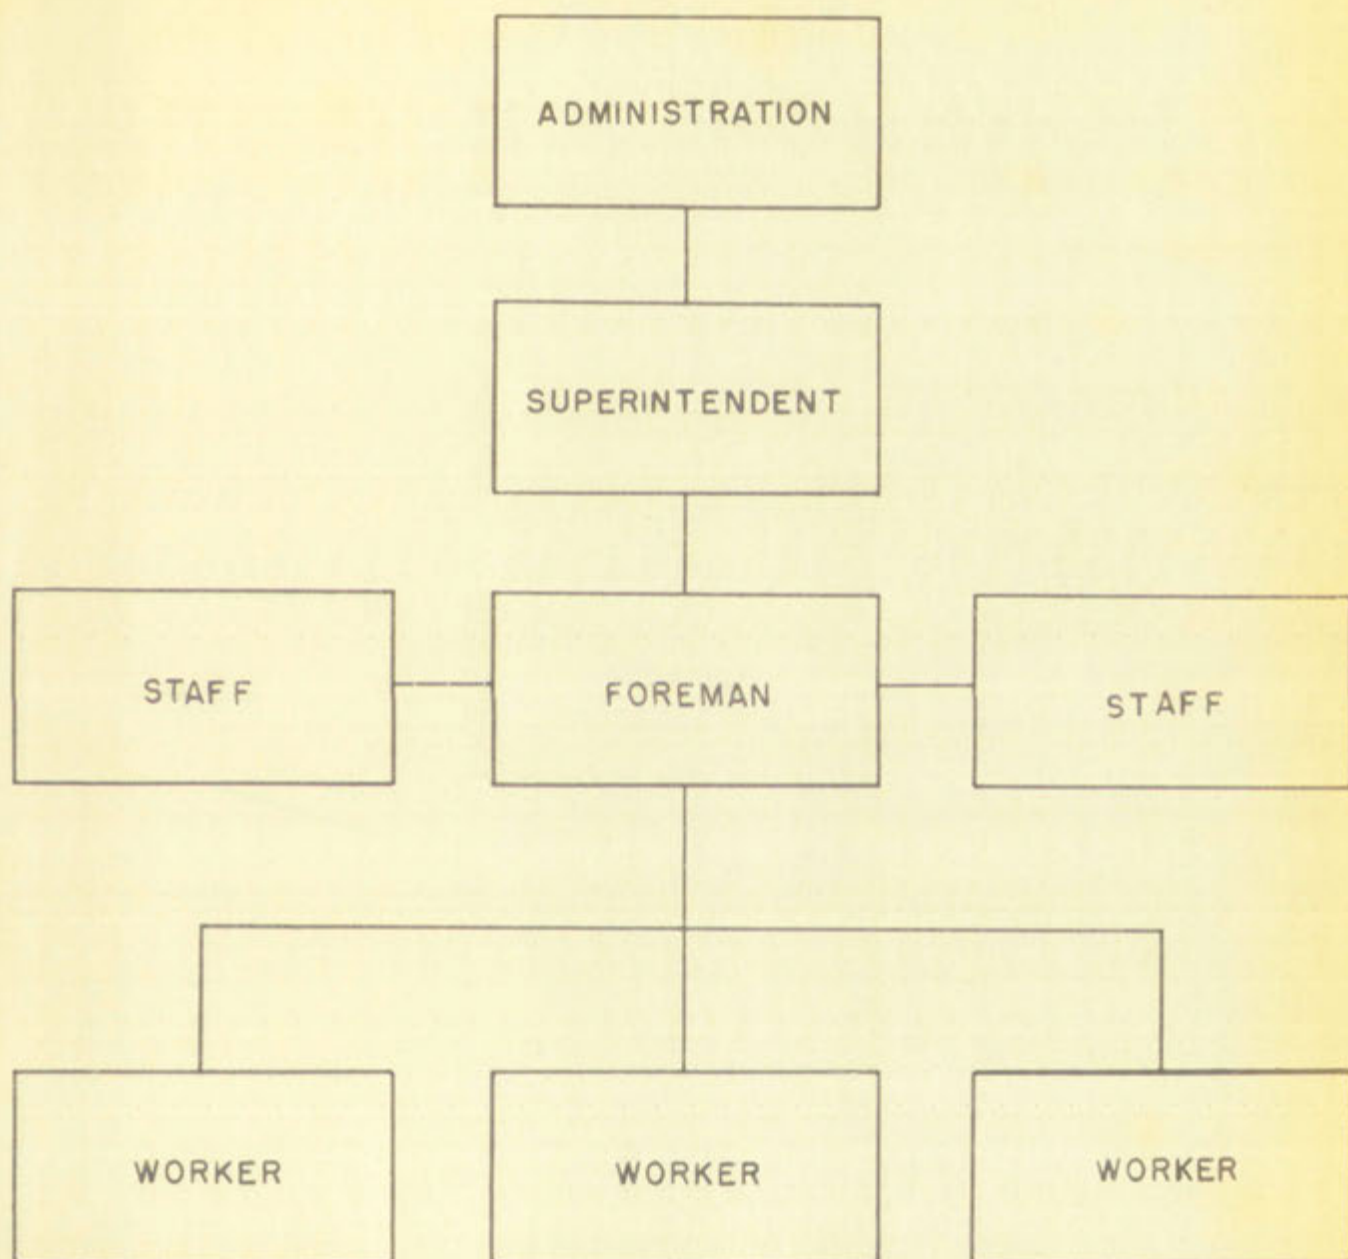 ADMINISTRATION
SUPERINTENDENT
STAFF
FOREMAN
STAFF
WORKER
WORKER
WORKER